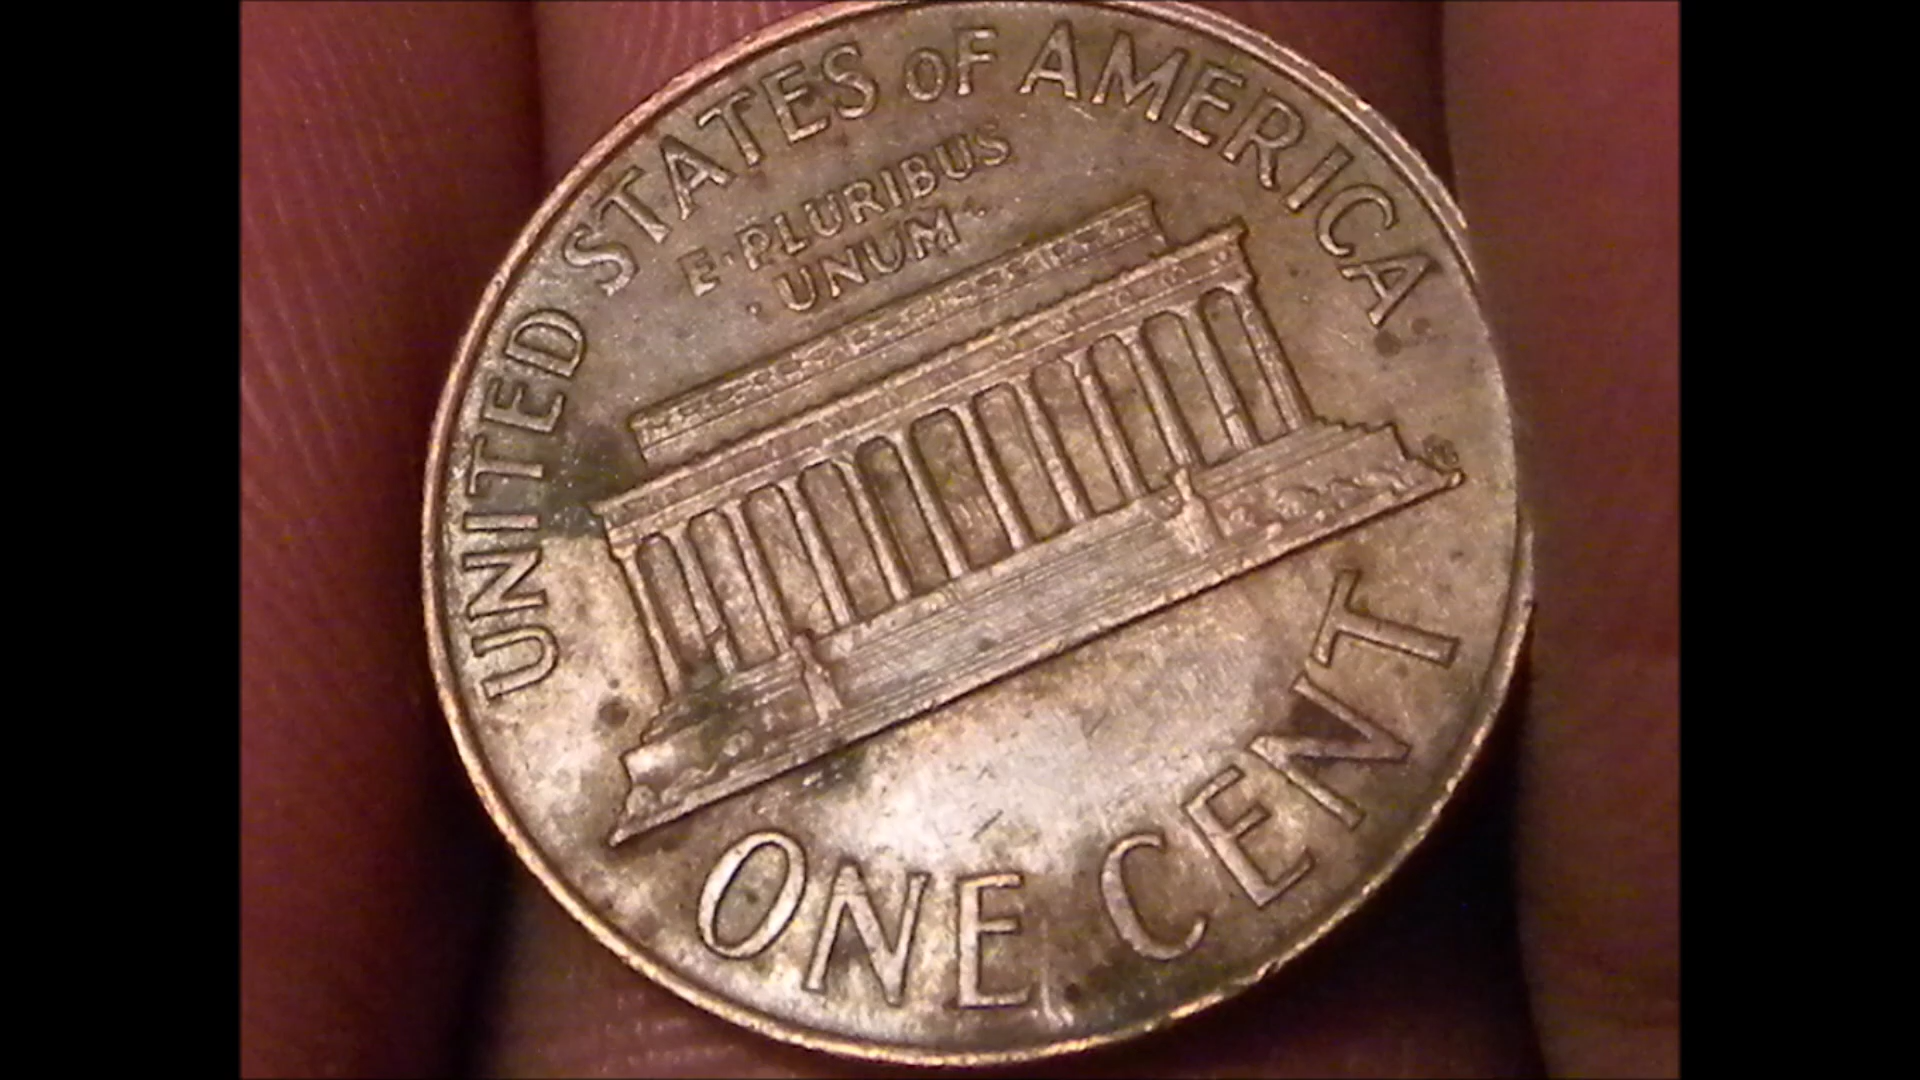 UNITED STATES OF AMERICA
E·PLURIBUS
·UNUM·
ONE CENT